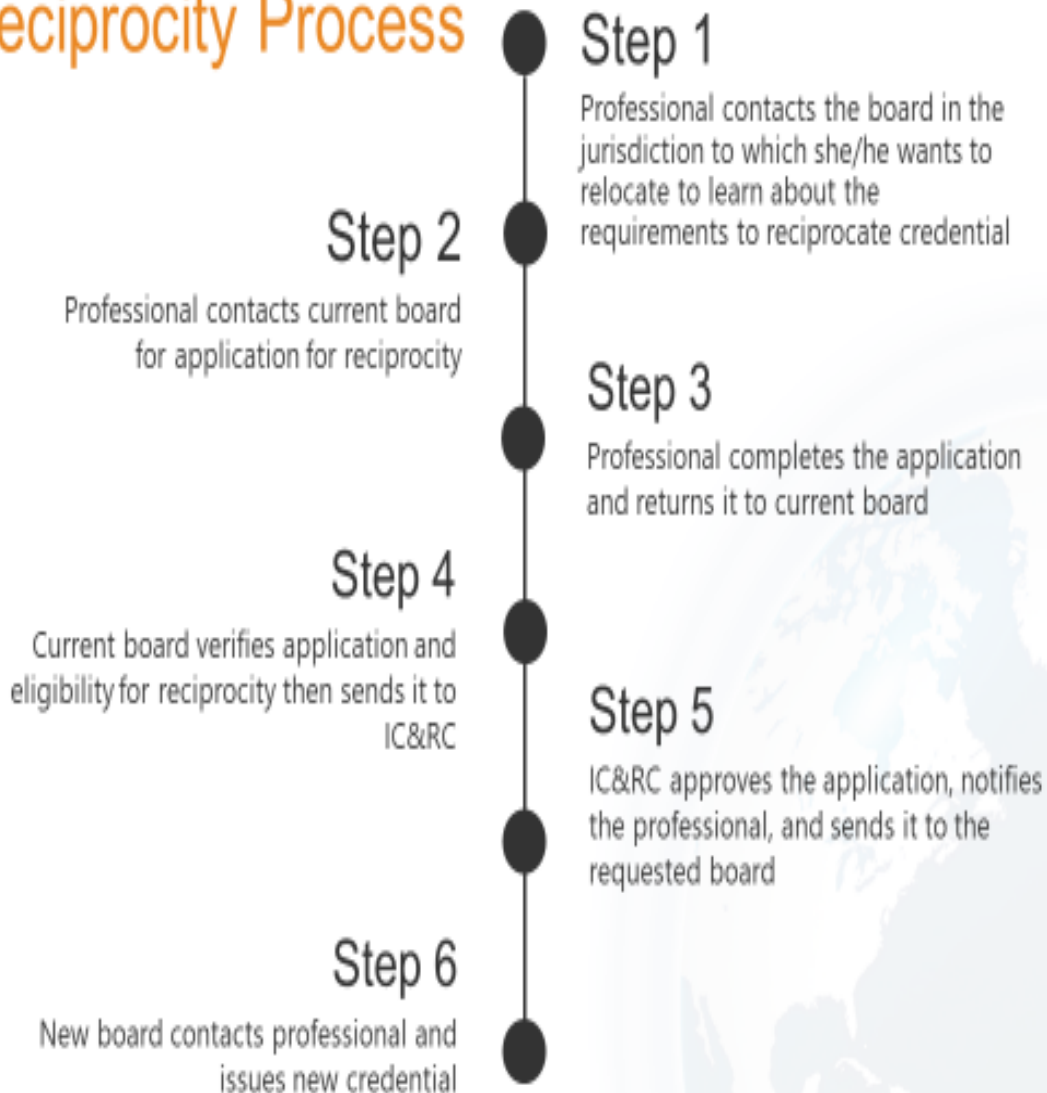 eciprocity Process
Step 1
Professional contacts the board in the
jurisdiction to which she/he wants to
relocate to learn about the
requirements to reciprocate credential
Step 2
Professional contacts current board
for application for reciprocity
Step 3
Professional completes the application
and returns it to current board
Step 4
Current board verifies application and
eligibility for reciprocity then sends it to
IC&RC
Step 5
IC&RC approves the application, notifies
the professional, and sends it to the
requested board
Step 6
New board contacts professional and
issues new credential